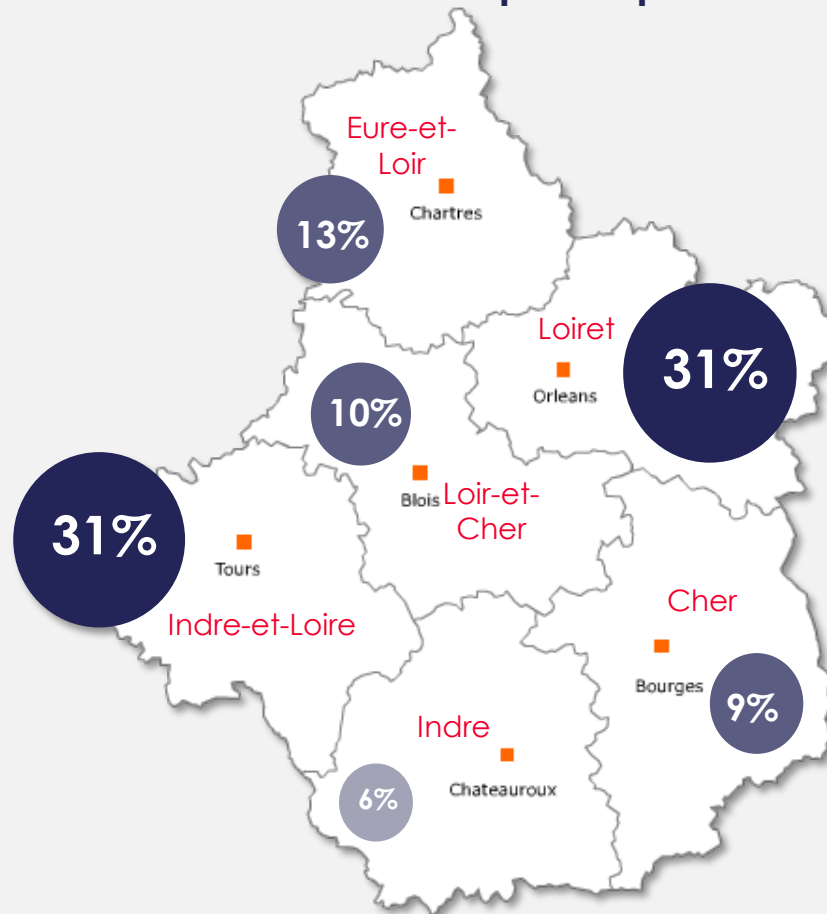 Eure-et-
Loir
Chartres
13%
Loiret
31%
Orleans
10%
Blois
Loir-et-
Cher
31%
Tours
Indre-et-Loire
Cher
Bourges
9%
Indre
Chateauroux
6%